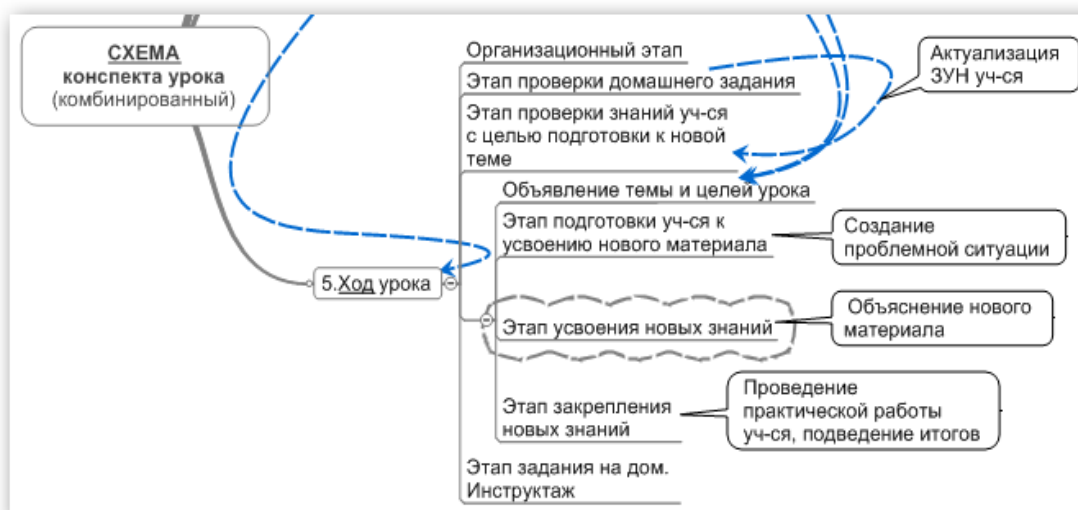 СХЕМА
конспекта урока
(комбинированный)
Организационный этап
Этап проверки домашнего задания
Этап проверки знаний уч-ся
с целью подготовки к новой
теме
Актуализация
ЗУН уч-ся
Объявление темы и целей урока
Этап подготовки уч-ся к
усвоению нового материала
Создание
проблемной ситуации
5.Ход урока
Этап усвоения новых знаний
Объяснение нового
материала
Этап закрепления
новых знаний
Проведение
практической работы
уч-ся, подведение итогов
Этап задания на дом.
Инструктаж